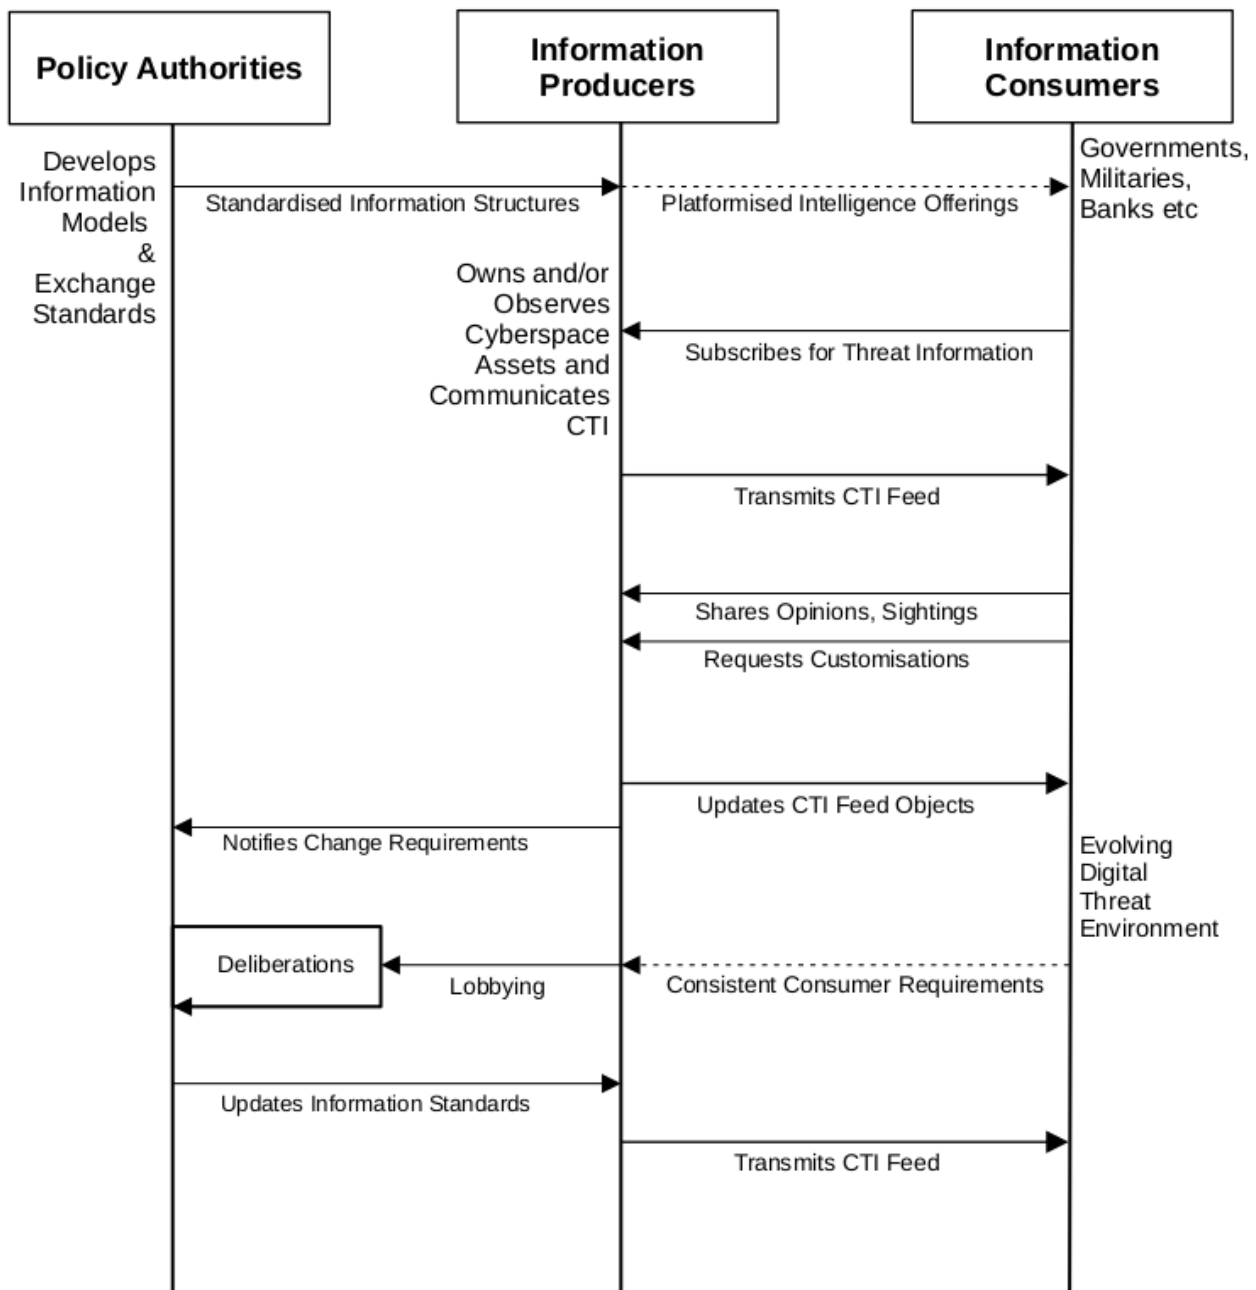 Policy Authorities
Information
Producers
Information
Consumers
Develops
Information
Models
&
Exchange
Standards
Standardised Information Structures
Platformised Intelligence Offerings
Governments,
Militaries,
Banks etc
Owns and/or
Observes
Cyberspace
Assets and
Communicates
CTI
Subscribes for Threat Information
Transmits CTI Feed
Shares Opinions, Sightings
Requests Customisations
Updates CTI Feed Objects
Notifies Change Requirements
Evolving
Digital
Threat
Environment
Deliberations
Lobbying
Consistent Consumer Requirements
Updates Information Standards
Transmits CTI Feed